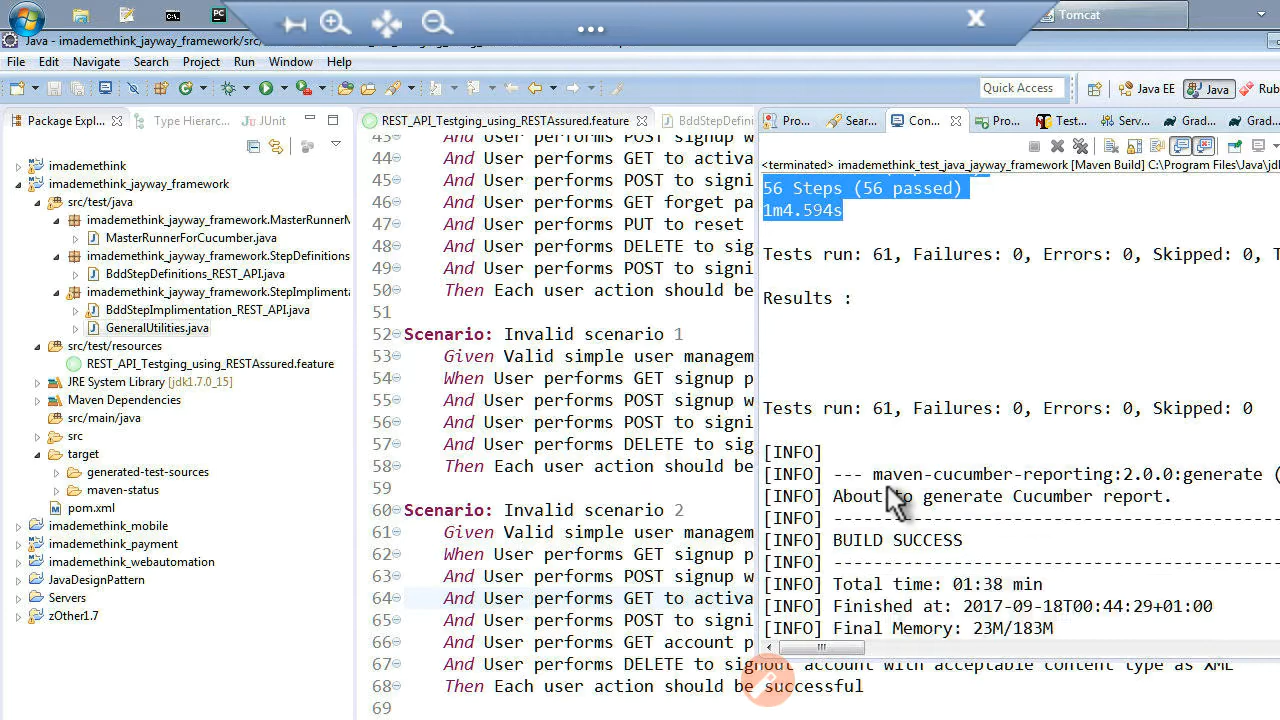 Tomcat
Java - imademethink_jayway_framework/src/
File Edit Navigate Search Project Run Window Help
Quick Access
Java EE
Java
Rub
Package Expl...
Type Hierarc...
JUnit
imademethink
imademethink_jayway_framework
src/test/java
imademethink_jayway_framework.MasterRunnerM
MasterRunnerForCucumber.java
imademethink_jayway_framework.StepDefinitions
BddStepDefinitions_REST_API.java
imademethink_jayway_framework.StepImplimenta
BddStepImplimentation_REST_API.java
GeneralUtilities.java
src/test/resources
REST_API_Testging_using_RESTAssured.feature
JRE System Library [jdk1.7.0_15]
Maven Dependencies
src/main/java
src
target
generated-test-sources
maven-status
pom.xml
imademethink_mobile
imademethink_payment
imademethink_webautomation
JavaDesignPattern
Servers
zOther1.7
REST_API_Testging_using_RESTAssured.feature
BddStepDefini
43 And User performs POST signup w
44 And User performs GET to activa
45 And User performs POST to signi
46 And User performs GET forget pa
47 And User performs PUT to reset
48 And User performs DELETE to sig
49 And User performs POST to signi
50 Then Each user action should be
51
52 Scenario: Invalid scenario 1
53 Given Valid simple user managem
54 When User performs GET signup p
55 And User performs POST signup w
56 And User performs POST to signi
57 And User performs DELETE to sig
58 Then Each user action should be
59
60 Scenario: Invalid scenario 2
61 Given Valid simple user managem
62 When User performs GET signup p
63 And User performs POST signup w
64 And User performs GET to activa
65 And User performs POST to signi
66 And User performs GET account p
67 And User performs DELETE to signout account with acceptable content type as XML
68 Then Each user action should be successful
69
Pro...
Sear...
Con...
Pro...
Test...
Serv...
Grad...
Grad
<terminated> imademethink_test_java_jayway_framework [Maven Build] C:\Program Files\Java\jd
56 Steps (56 passed)
1m4.594s
Tests run: 61, Failures: 0, Errors: 0, Skipped: 0, T
Results :
Tests run: 61, Failures: 0, Errors: 0, Skipped: 0
[INFO]
[INFO] --- maven-cucumber-reporting:2.0.0:generate (
[INFO] About to generate Cucumber report.
[INFO] ------------------------------------------------
[INFO] BUILD SUCCESS
[INFO] ------------------------------------------------
[INFO] Total time: 01:38 min
[INFO] Finished at: 2017-09-18T00:44:29+01:00
[INFO] Final Memory: 23M/183M